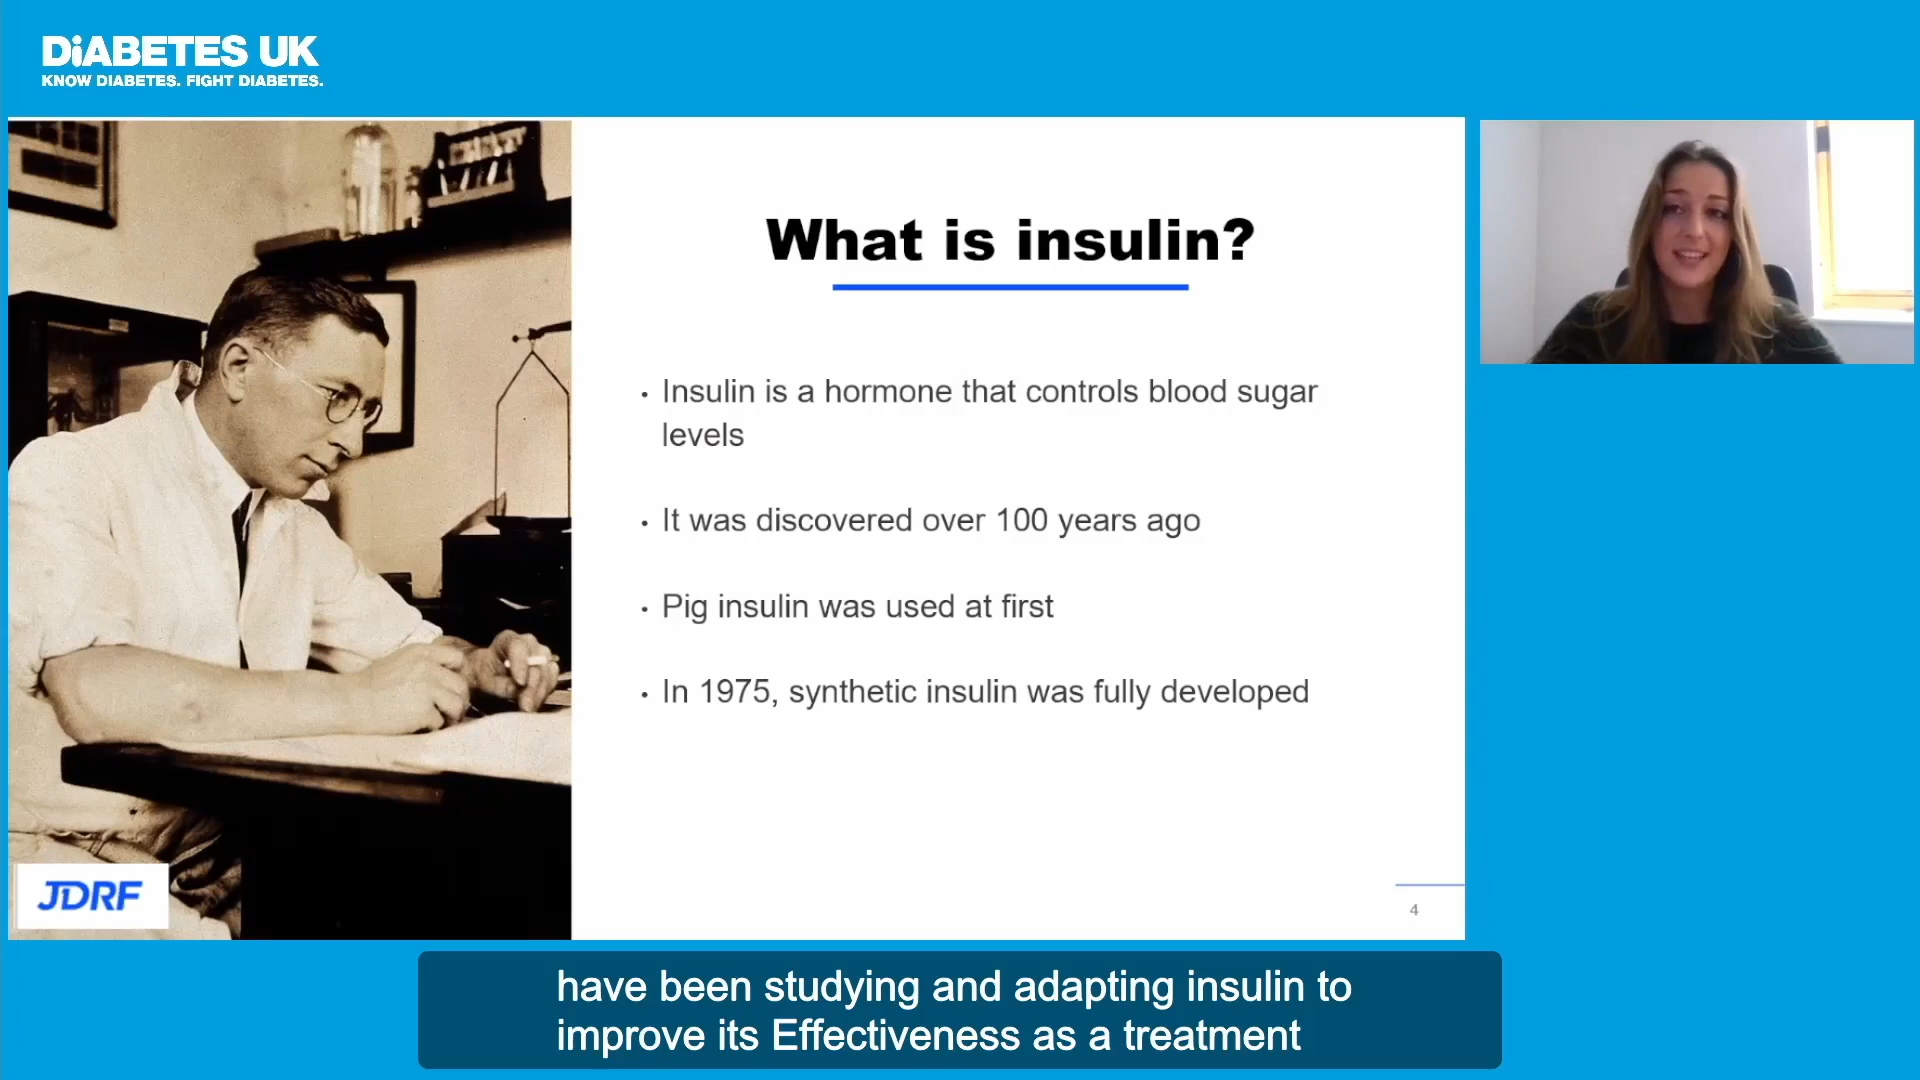 DiABETES UK
KNOW DIABETES. FIGHT DIABETES.
What is insulin?
• Insulin is a hormone that controls blood sugar
levels
• It was discovered over 100 years ago
• Pig insulin was used at first
• In 1975, synthetic insulin was fully developed
JDRF
4
have been studying and adapting insulin to
improve its Effectiveness as a treatment